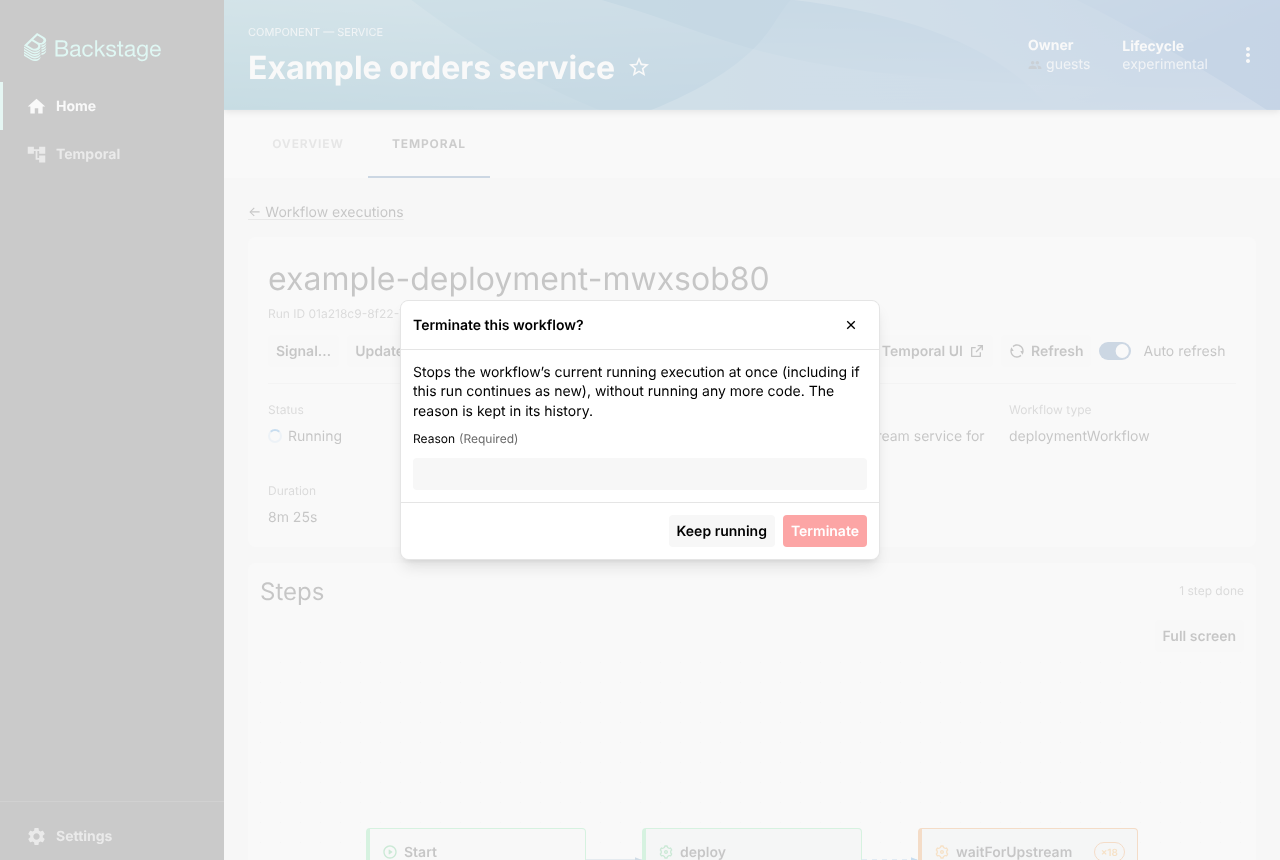 Backstage
Home
Temporal
Settings
COMPONENT — SERVICE
Example orders service
Owner
guests
Lifecycle
experimental
OVERVIEW
TEMPORAL
← Workflow executions
example-deployment-mwxsob80
Run ID 01a218c9-8f22-
Signal...
Update
Temporal UI
Refresh
Auto refresh
Status
Running
ream service for
Workflow type
deploymentWorkflow
Duration
8m 25s
Terminate this workflow?
Stops the workflow’s current running execution at once (including if
this run continues as new), without running any more code. The
reason is kept in its history.
Reason (Required)
Keep running
Terminate
Steps
1 step done
Full screen
Start
deploy
waitForUpstream
×18